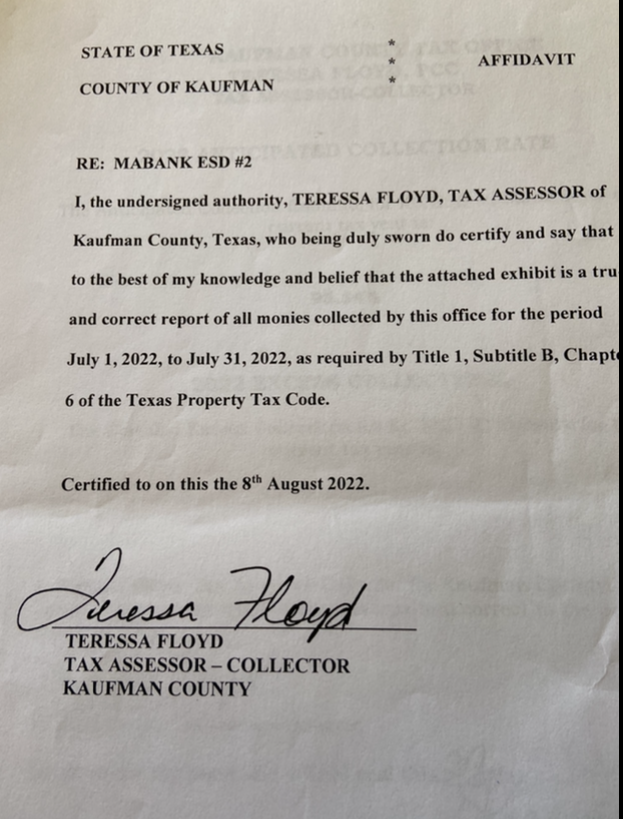 STATE OF TEXAS * AFFIDAVIT
*
COUNTY OF KAUFMAN *
RE: MABANK ESD #2
I, the undersigned authority, TERESSA FLOYD, TAX ASSESSOR of
Kaufman County, Texas, who being duly sworn do certify and say that
to the best of my knowledge and belief that the attached exhibit is a tru
and correct report of all monies collected by this office for the period
July 1, 2022, to July 31, 2022, as required by Title 1, Subtitle B, Chapt
6 of the Texas Property Tax Code.
Certified to on this the 8th August 2022.
Teressa Floyd
TERESSA FLOYD
TAX ASSESSOR – COLLECTOR
KAUFMAN COUNTY